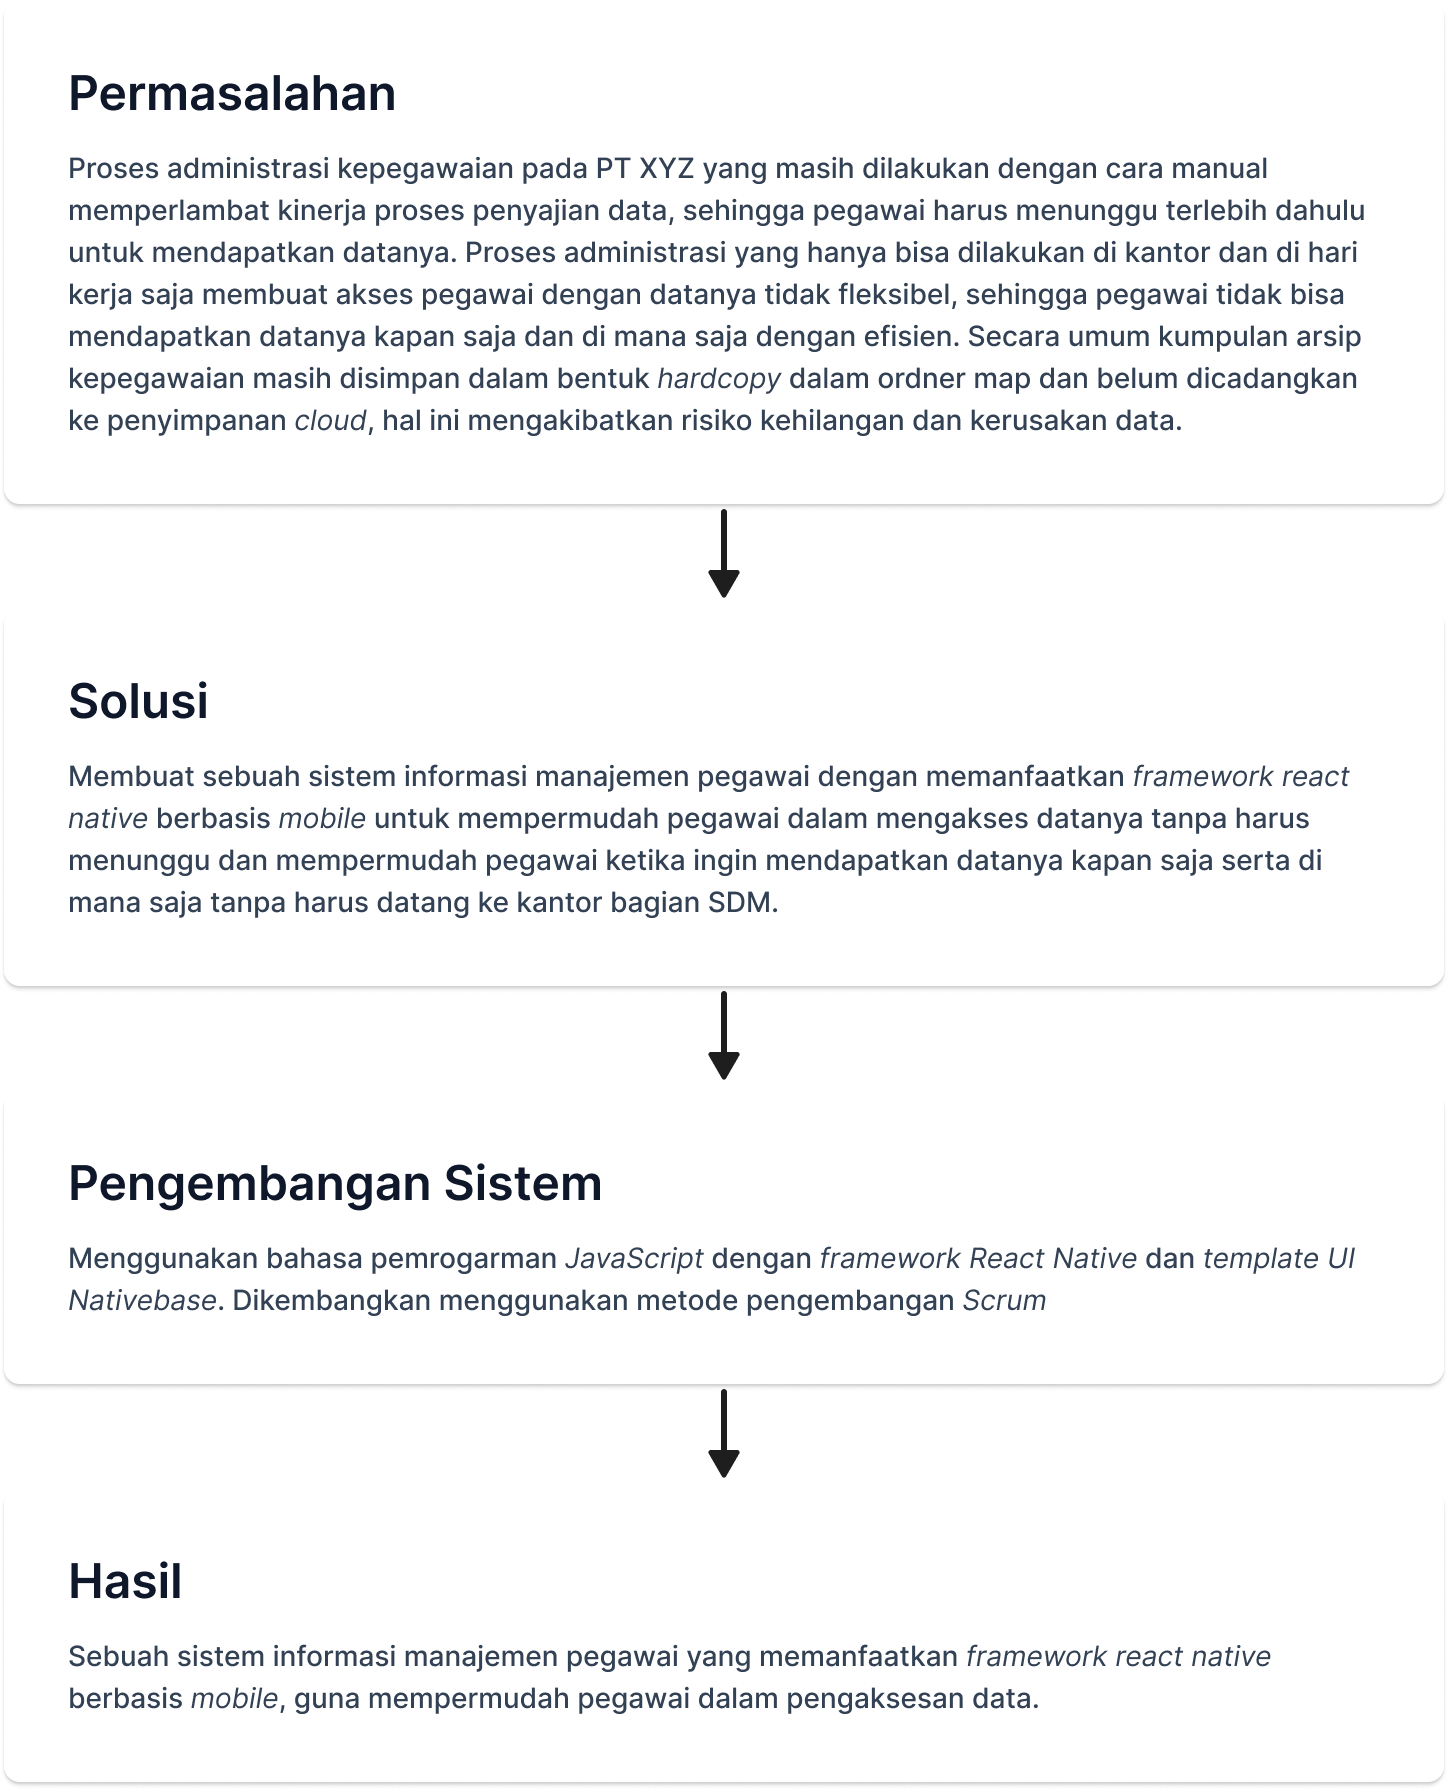 Permasalahan
Proses administrasi kepegawaian pada PT XYZ yang masih dilakukan dengan cara manual
memperlambat kinerja proses penyajian data, sehingga pegawai harus menunggu terlebih dahulu
untuk mendapatkan datanya. Proses administrasi yang hanya bisa dilakukan di kantor dan di hari
kerja saja membuat akses pegawai dengan datanya tidak fleksibel, sehingga pegawai tidak bisa
mendapatkan datanya kapan saja dan di mana saja dengan efisien. Secara umum kumpulan arsip
kepegawaian masih disimpan dalam bentuk hardcopy dalam ordner map dan belum dicadangkan
ke penyimpanan cloud, hal ini mengakibatkan risiko kehilangan dan kerusakan data.
Solusi
Membuat sebuah sistem informasi manajemen pegawai dengan memanfaatkan framework react
native berbasis mobile untuk mempermudah pegawai dalam mengakses datanya tanpa harus
menunggu dan mempermudah pegawai ketika ingin mendapatkan datanya kapan saja serta di
mana saja tanpa harus datang ke kantor bagian SDM.
Pengembangan Sistem
Menggunakan bahasa pemrogarman JavaScript dengan framework React Native dan template UI
Nativebase. Dikembangkan menggunakan metode pengembangan Scrum
Hasil
Sebuah sistem informasi manajemen pegawai yang memanfaatkan framework react native
berbasis mobile, guna mempermudah pegawai dalam pengaksesan data.